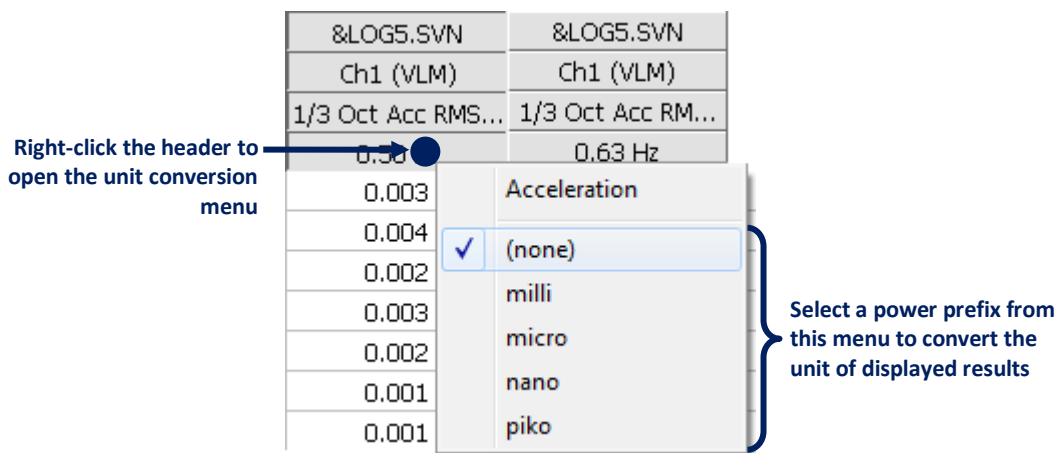 &LOG5.SVN &LOG5.SVN
Ch1 (VLM) Ch1 (VLM)
1/3 Oct Acc RMS... 1/3 Oct Acc RM...
0.50 0.63 Hz
Right-click the header to
open the unit conversion
menu
0.003
0.004
0.002
0.003
0.002
0.001
0.001
Acceleration
(none)
milli
micro
nano
piko
Select a power prefix from
this menu to convert the
unit of displayed results